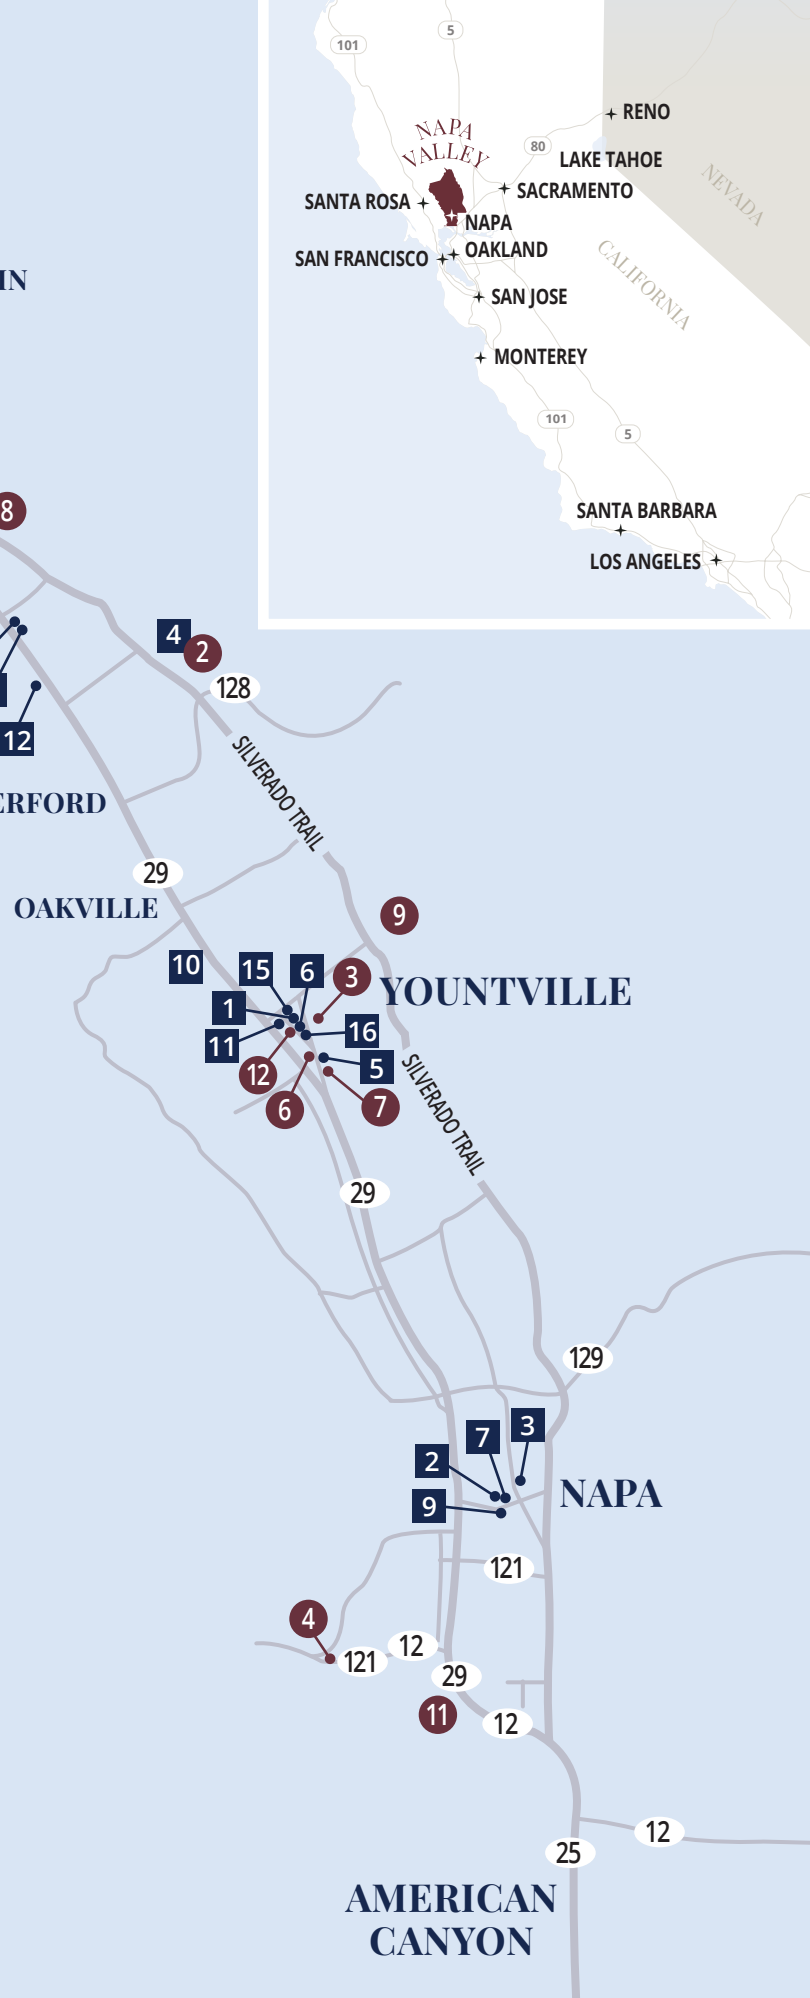 101
5
NAPA
VALLEY
80
RENO
LAKE TAHOE
NEVADA
SANTA ROSA
SACRAMENTO
NAPA
SAN FRANCISCO
OAKLAND
CALIFORNIA
SAN JOSE
MONTEREY
101
5
SANTA BARBARA
LOS ANGELES
IN
8
4
2
128
12
SILVERADO TRAIL
ERFORD
29
OAKVILLE
9
10
15
6
3
YOUNTVILLE
1
16
11
12
5
6
7
SILVERADO TRAIL
29
129
3
7
2
9
NAPA
121
4
12
121
29
11
12
12
25
AMERICAN
CANYON